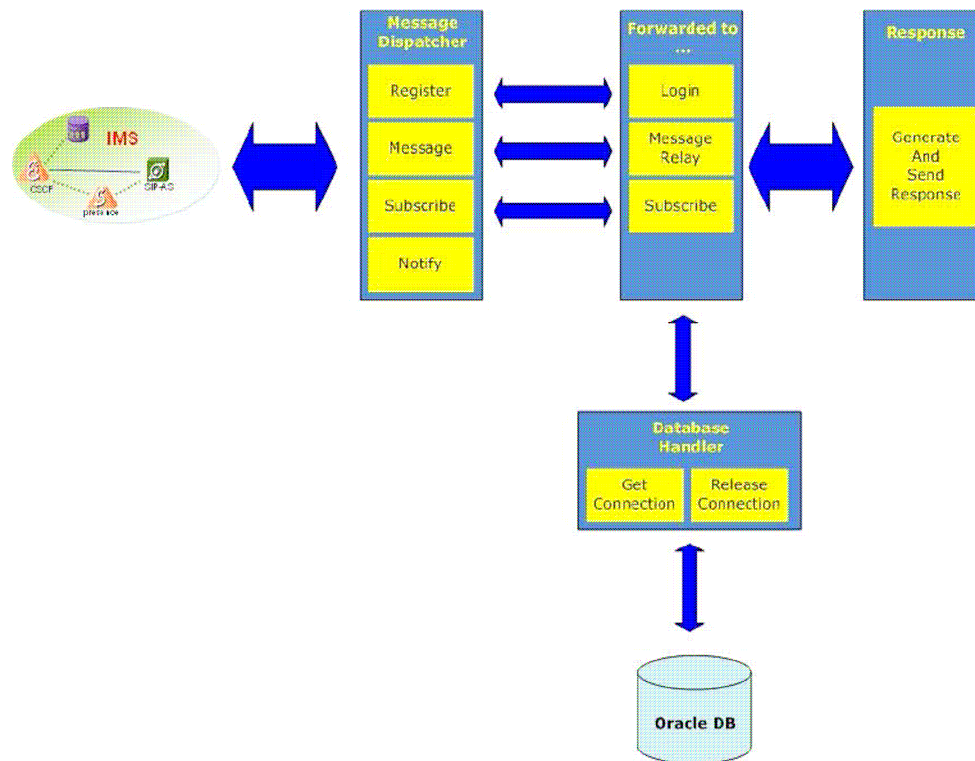 Message
Dispatcher
Register
Message
Subscribe
Notify
Forwarded to
...
Login
Message
Relay
Subscribe
Response
Generate
And
Send
Response
IMS
CSCF
SIP-AS
presence
Database
Handler
Get
Connection
Release
Connection
Oracle DB